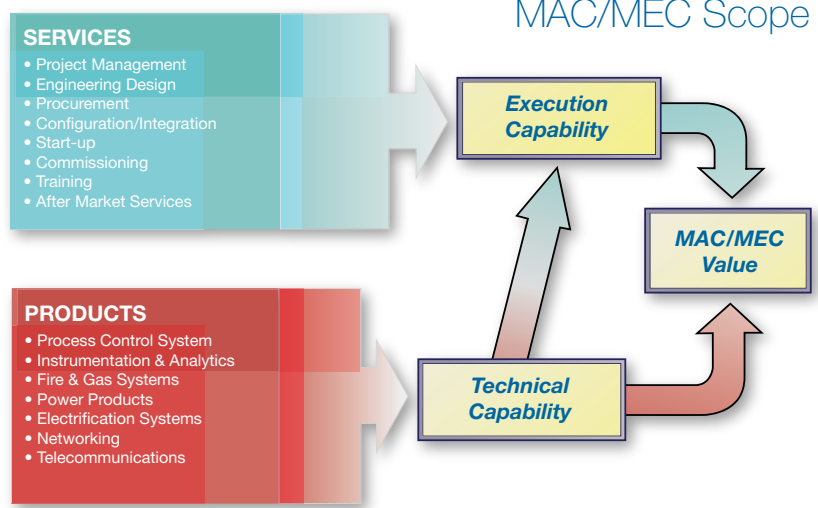 MAC/MEC Scope
SERVICES
• Project Management
• Engineering Design
• Procurement
• Configuration/Integration
• Start-up
• Commissioning
• Training
• After Market Services
Execution
Capability
MAC/MEC
Value
PRODUCTS
• Process Control System
• Instrumentation & Analytics
• Fire & Gas Systems
• Power Products
• Electrification Systems
• Networking
• Telecommunications
Technical
Capability